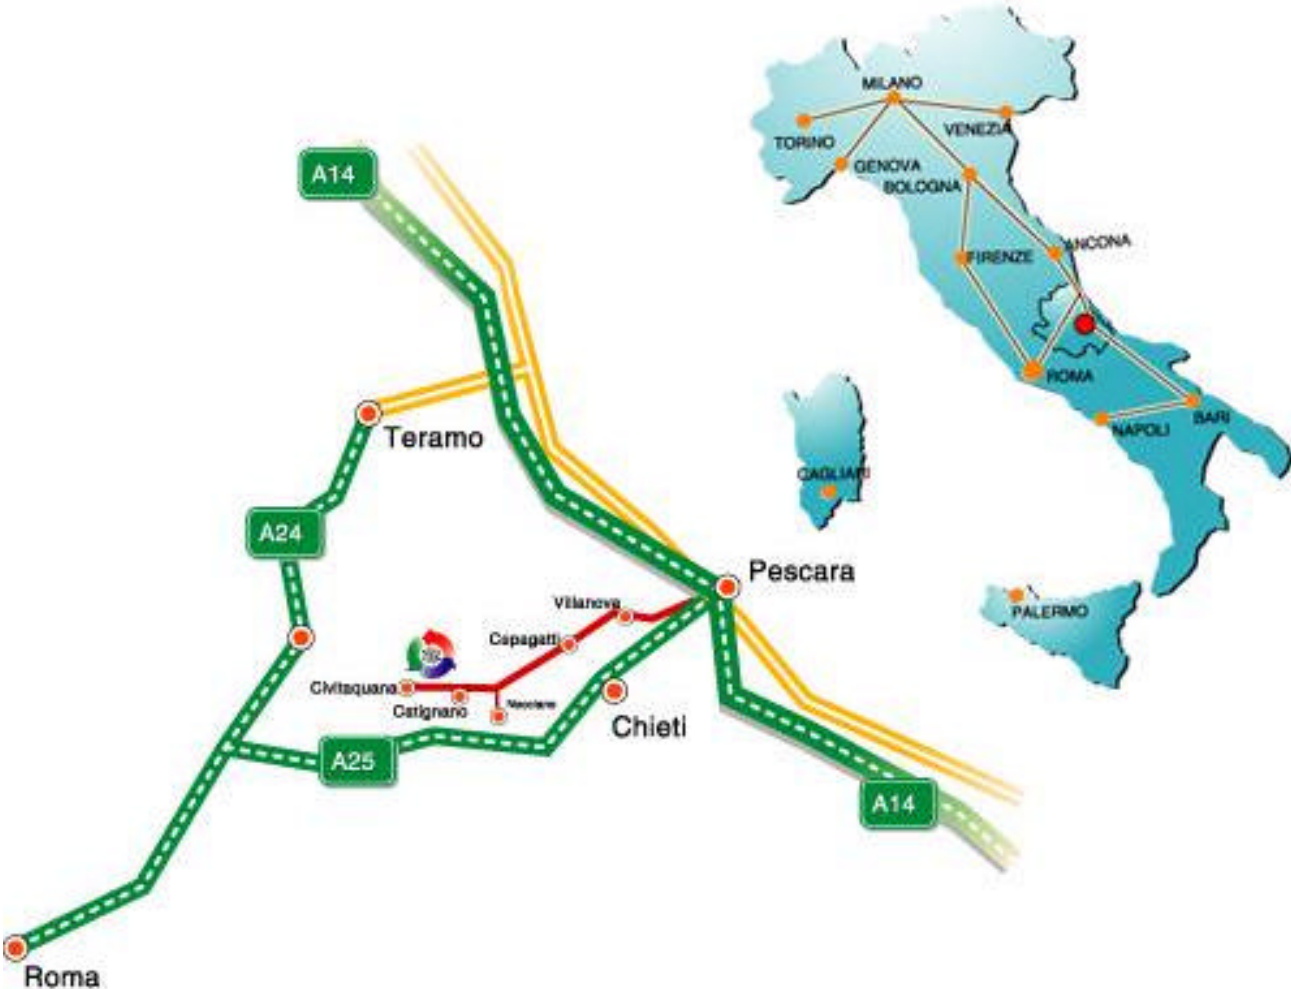 MILANO
TORINO
VENEZIA
GENOVA
BOLOGNA
A14
FIRENZE
ANCONA
ROMA
NAPOLI
BARI
Teramo
CAGLIARI
A24
Pescara
Villanova
PALERMO
Cepagatti
Civitaquana
Catignano
Nocciano
Chieti
A25
A14
Roma